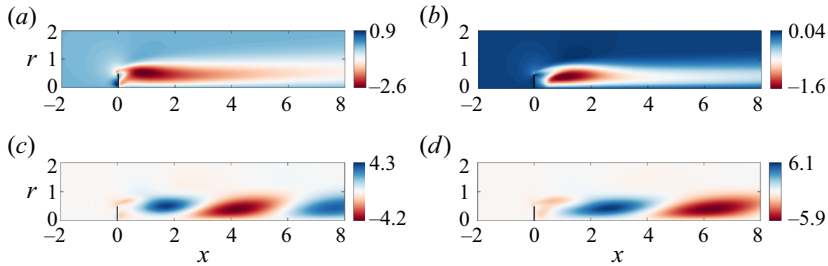 (a) (b)
2 0.9 2 0.04
r 1 1
0 −2.6 0 −1.6
−2 0 2 4 6 8 −2 0 2 4 6 8
(c) (d)
2 4.3 2 6.1
r 1 1
0 −4.2 0 −5.9
−2 0 2 4 6 8 −2 0 2 4 6 8
x x